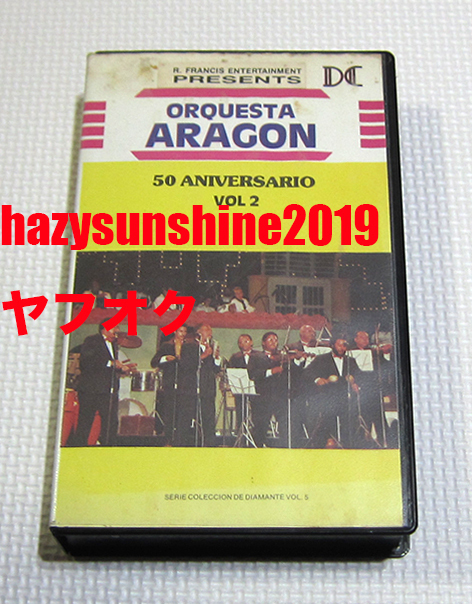 R. FRANCIS ENTERTAINMENT
PRESENTS
DC
ORQUESTA
ARAGON
50 ANIVERSARIO
VOL 2
hazysunshine2019
ヤフオク
SERIE COLECCION DE DIAMANTE VOL. 5